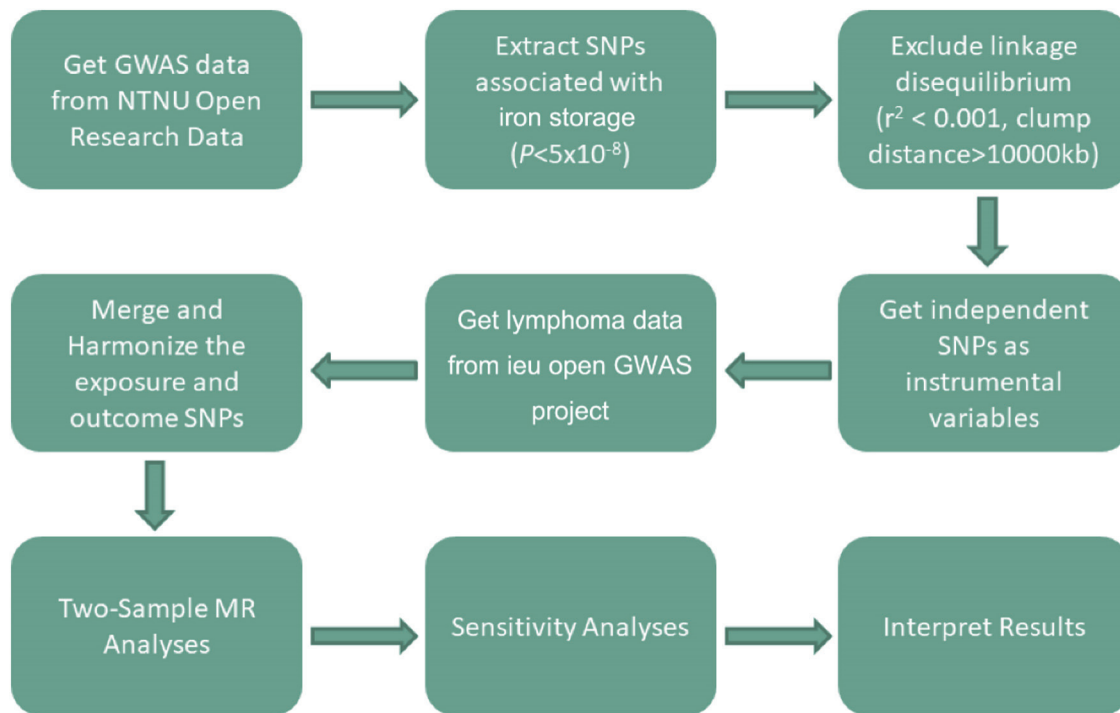 Get GWAS data
from NTNU Open
Research Data
Extract SNPs
associated with
iron storage
(P<5x10⁻⁸)
Exclude linkage
disequilibrium
(r² < 0.001, clump
distance>10000kb)
Get independent
SNPs as
instrumental
variables
Get lymphoma data
from ieu open GWAS
project
Merge and
Harmonize the
exposure and
outcome SNPs
Two-Sample MR
Analyses
Sensitivity Analyses
Interpret Results